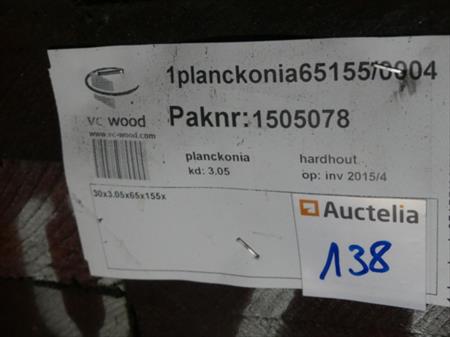 1planckonia65155/0904
vc wood
www.vc-wood.com
Paknr:1505078
planckonia
kd: 3.05
hardhout
op: inv 2015/4
30x3.05x65x155x
Auctelia
138